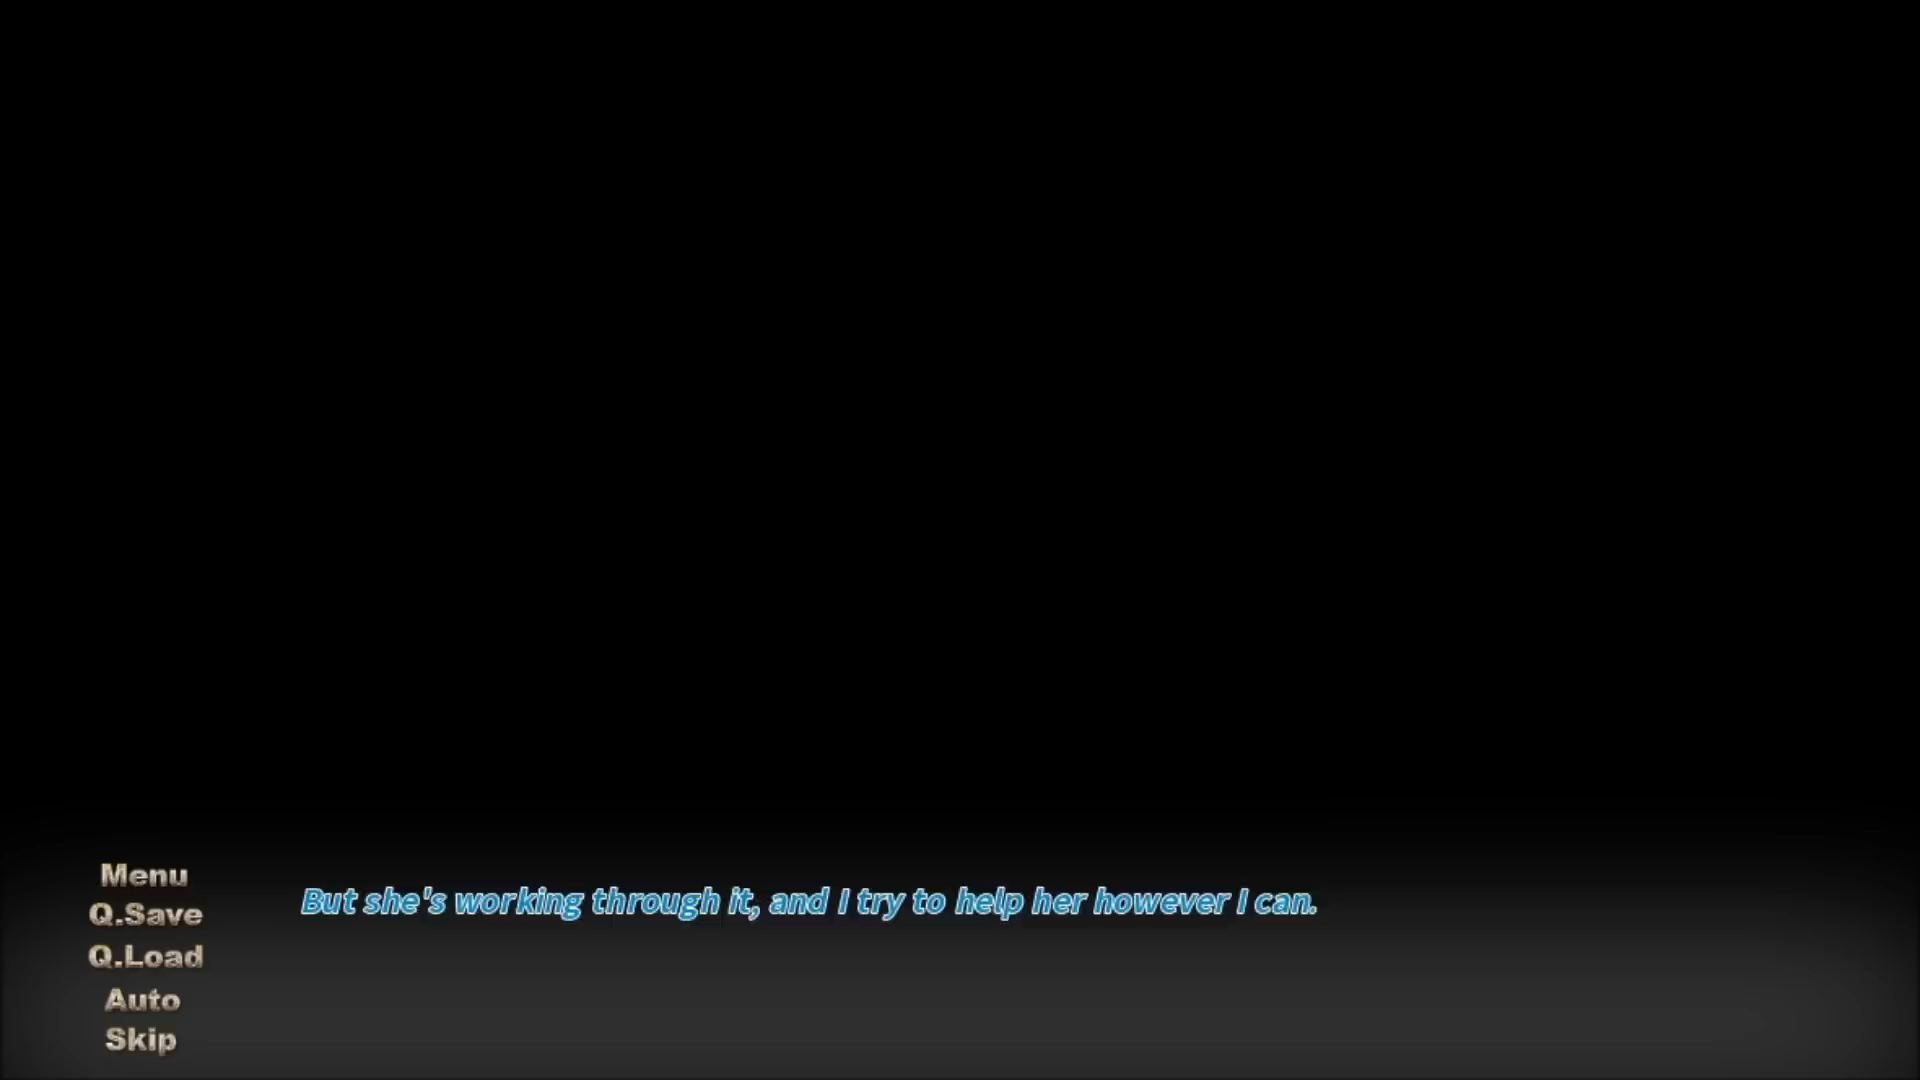 Menu
Q.Save
Q.Load
Auto
Skip
But she's working through it, and I try to help her however I can.